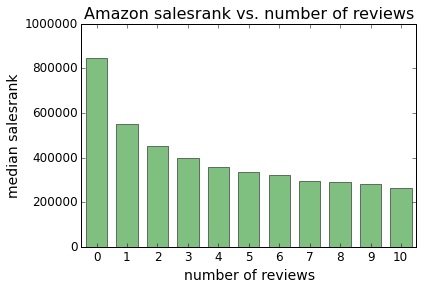 Amazon salesrank vs. number of reviews
1000000
800000
600000
400000
200000
0
median salesrank
0 1 2 3 4 5 6 7 8 9 10
number of reviews